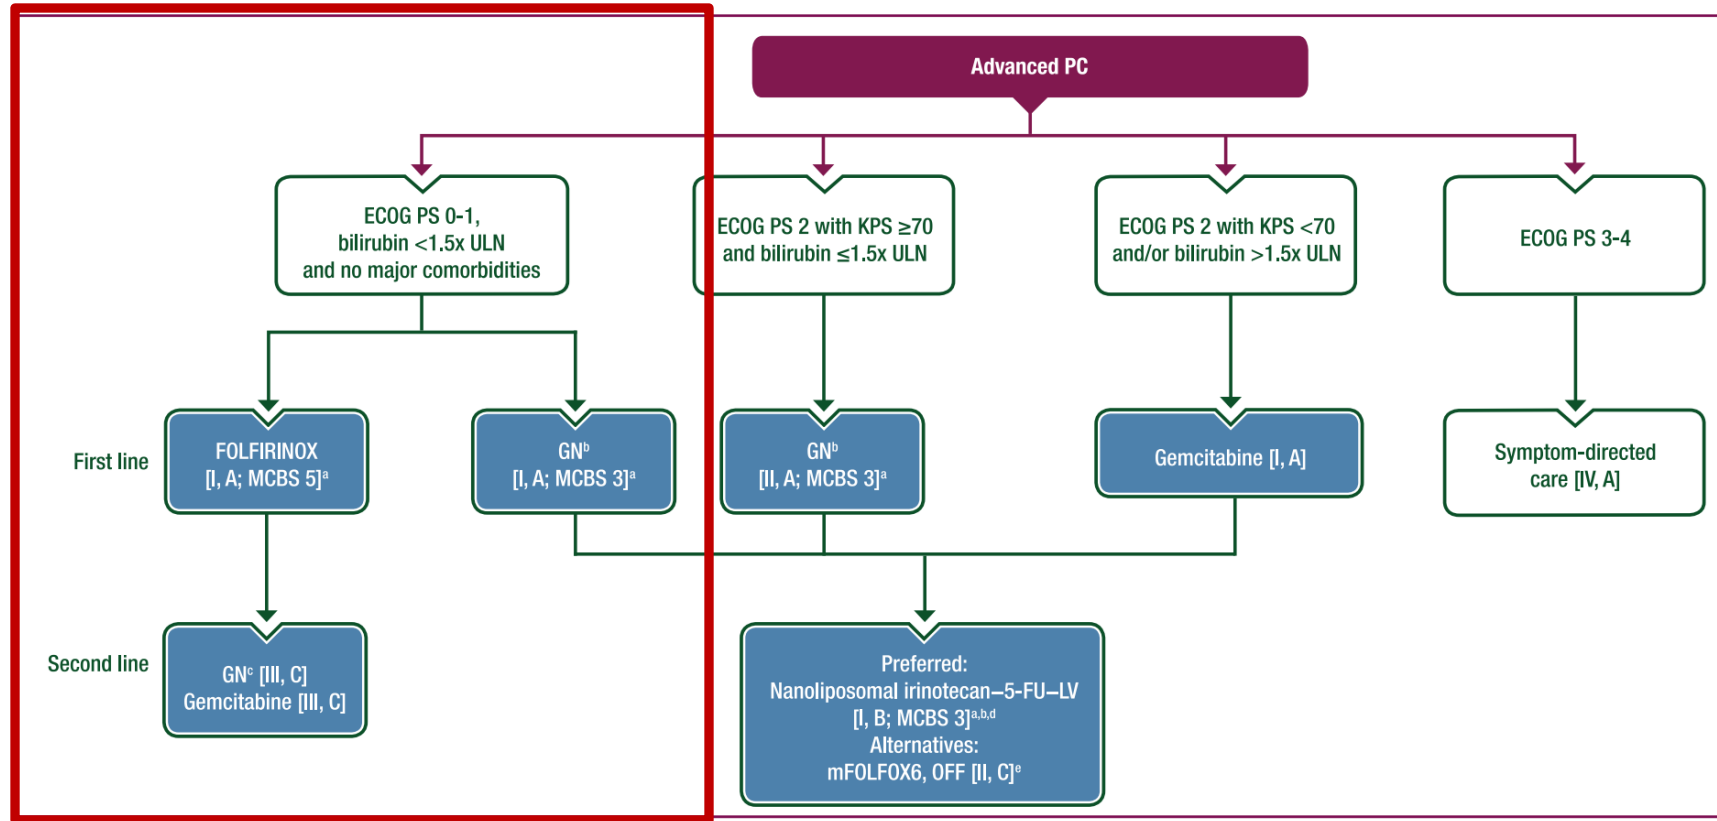 Advanced PC
ECOG PS 0-1,
bilirubin <1.5x ULN
and no major comorbidities
ECOG PS 2 with KPS ≥70
and bilirubin ≤1.5x ULN
ECOG PS 2 with KPS <70
and/or bilirubin >1.5x ULN
ECOG PS 3-4
First line
FOLFIRINOX
[I, A; MCBS 5]ᵃ
GNᵇ
[I, A; MCBS 3]ᵃ
GNᵇ
[II, A; MCBS 3]ᵃ
Gemcitabine [I, A]
Symptom-directed
care [IV, A]
Second line
GNᶜ [III, C]
Gemcitabine [III, C]
Preferred:
Nanoliposomal irinotecan–5-FU–LV
[I, B; MCBS 3]ᵃ,ᵇ,ᵈ
Alternatives:
mFOLFOX6, OFF [II, C]ᵉ